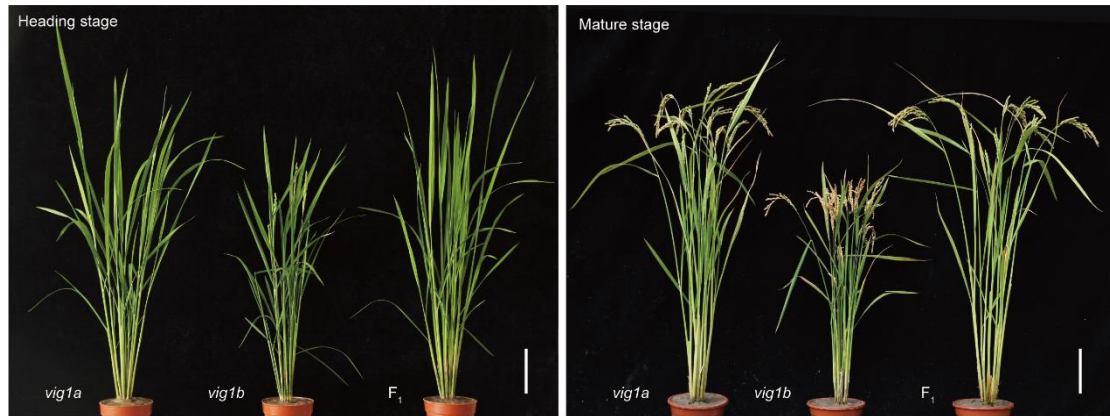 Heading stage
vig1a
vig1b
F1
Mature stage
vig1a
vig1b
F1